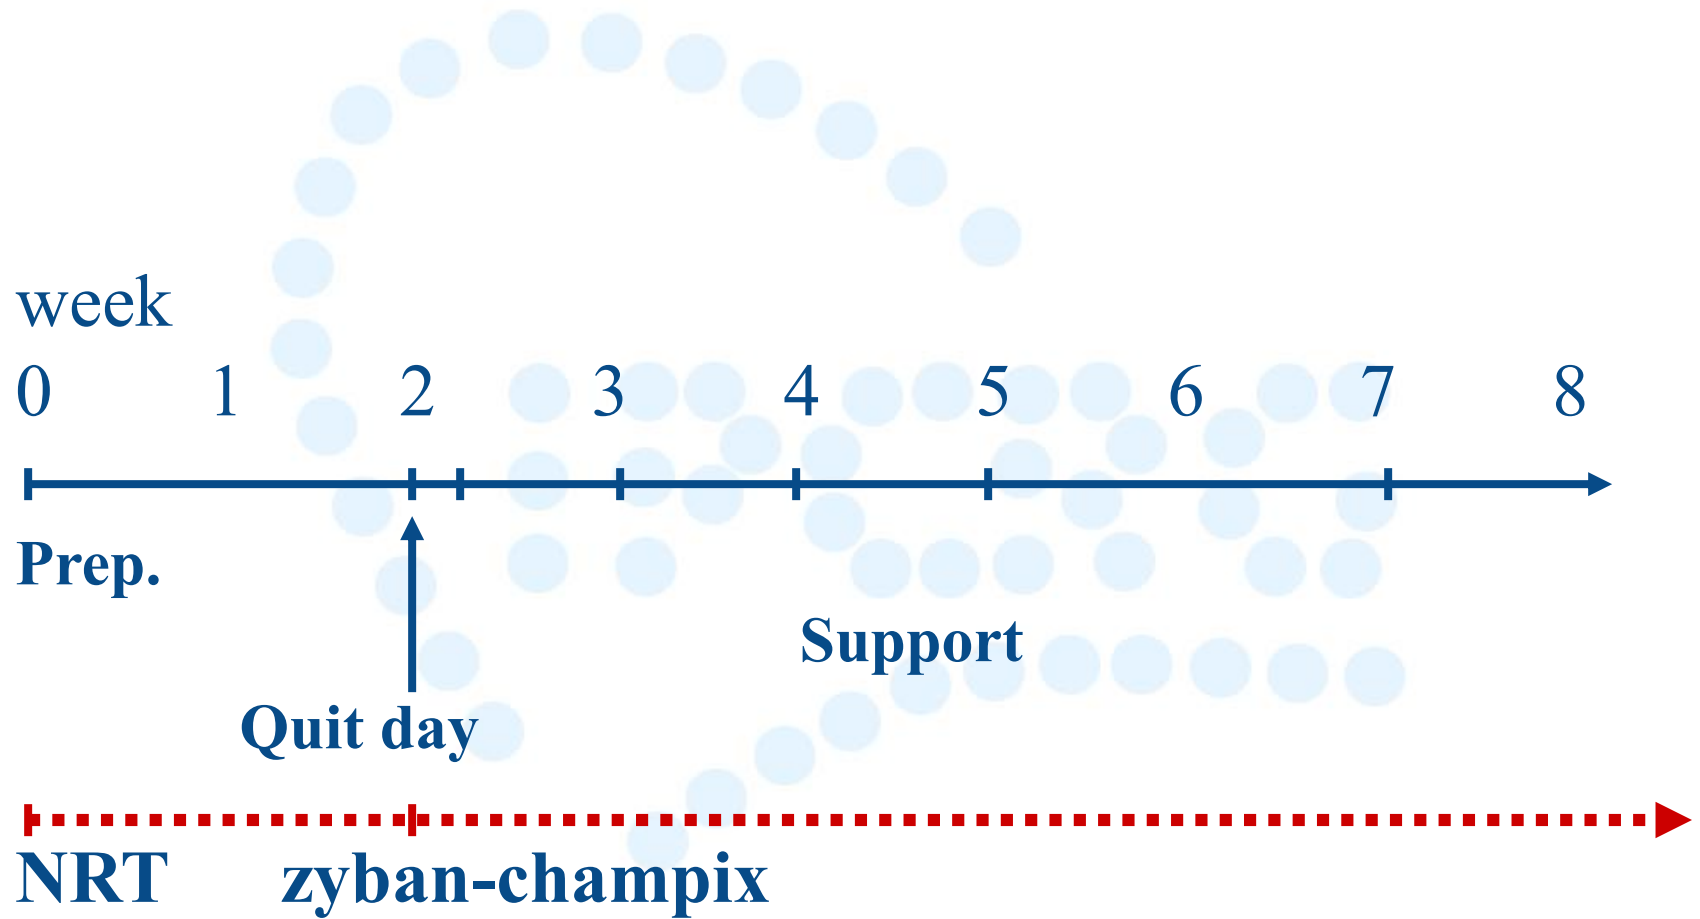 week
0 1 2 3 4 5 6 7 8
Prep.
Support
Quit day
NRT zyban-champix